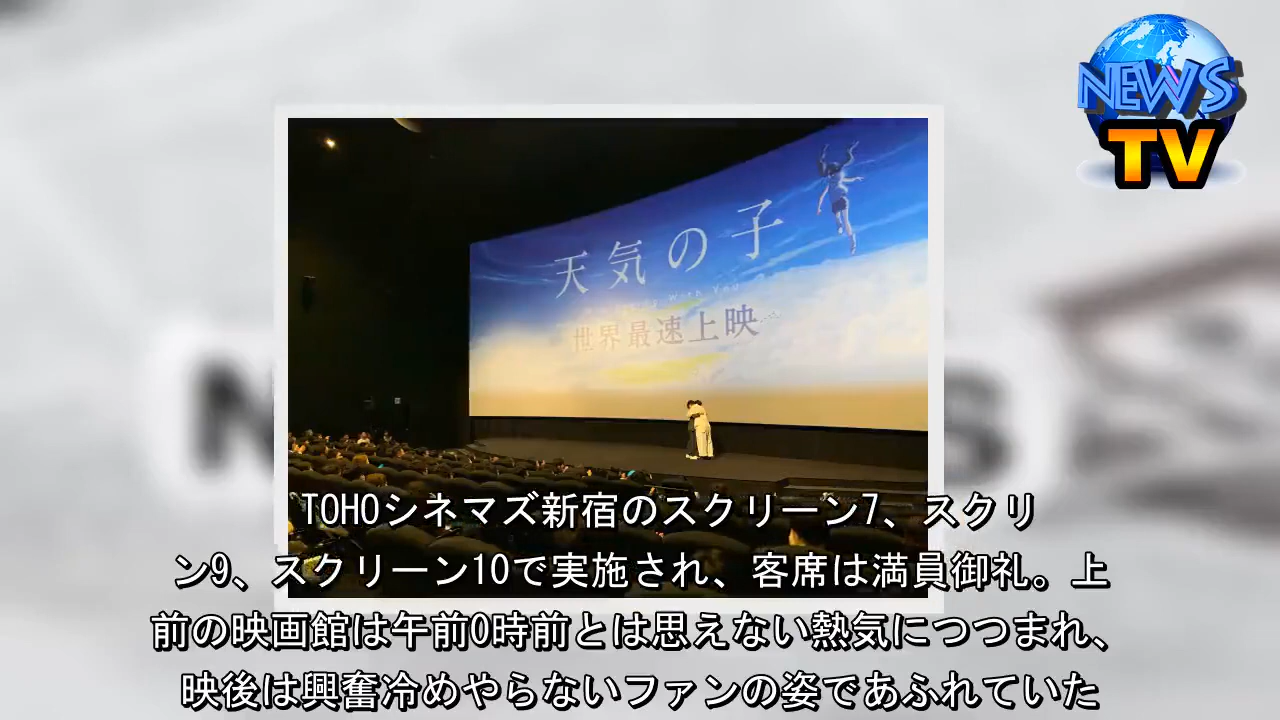 NEWS
TV
天気の子
Weathering With You
世界最速上映
TOHOシネマズ新宿のスクリーン7、スクリ
ン9、スクリーン10で実施され、客席は満員御礼。上
前の映画館は午前0時前とは思えない熱気につつまれ、
映後は興奮冷めやらないファンの姿であふれていた